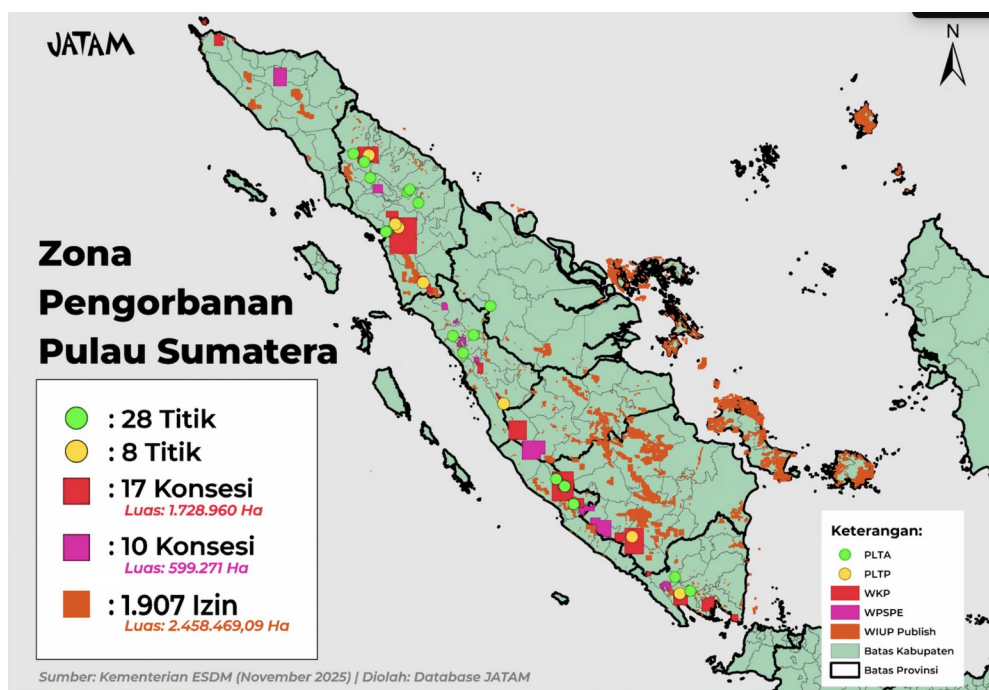 JATAM
N
Zona
Pengorbanan
Pulau Sumatera
: 28 Titik
: 8 Titik
: 17 Konsesi
Luas: 1.728.960 Ha
: 10 Konsesi
Luas: 599.271 Ha
: 1.907 Izin
Luas: 2.458.469,09 Ha
Keterangan:
PLTA
PLTP
WKP
WPSPE
WIUP Publish
Batas Kabupaten
Batas Provinsi
Sumber: Kementerian ESDM (November 2025) | Diolah: Database JATAM